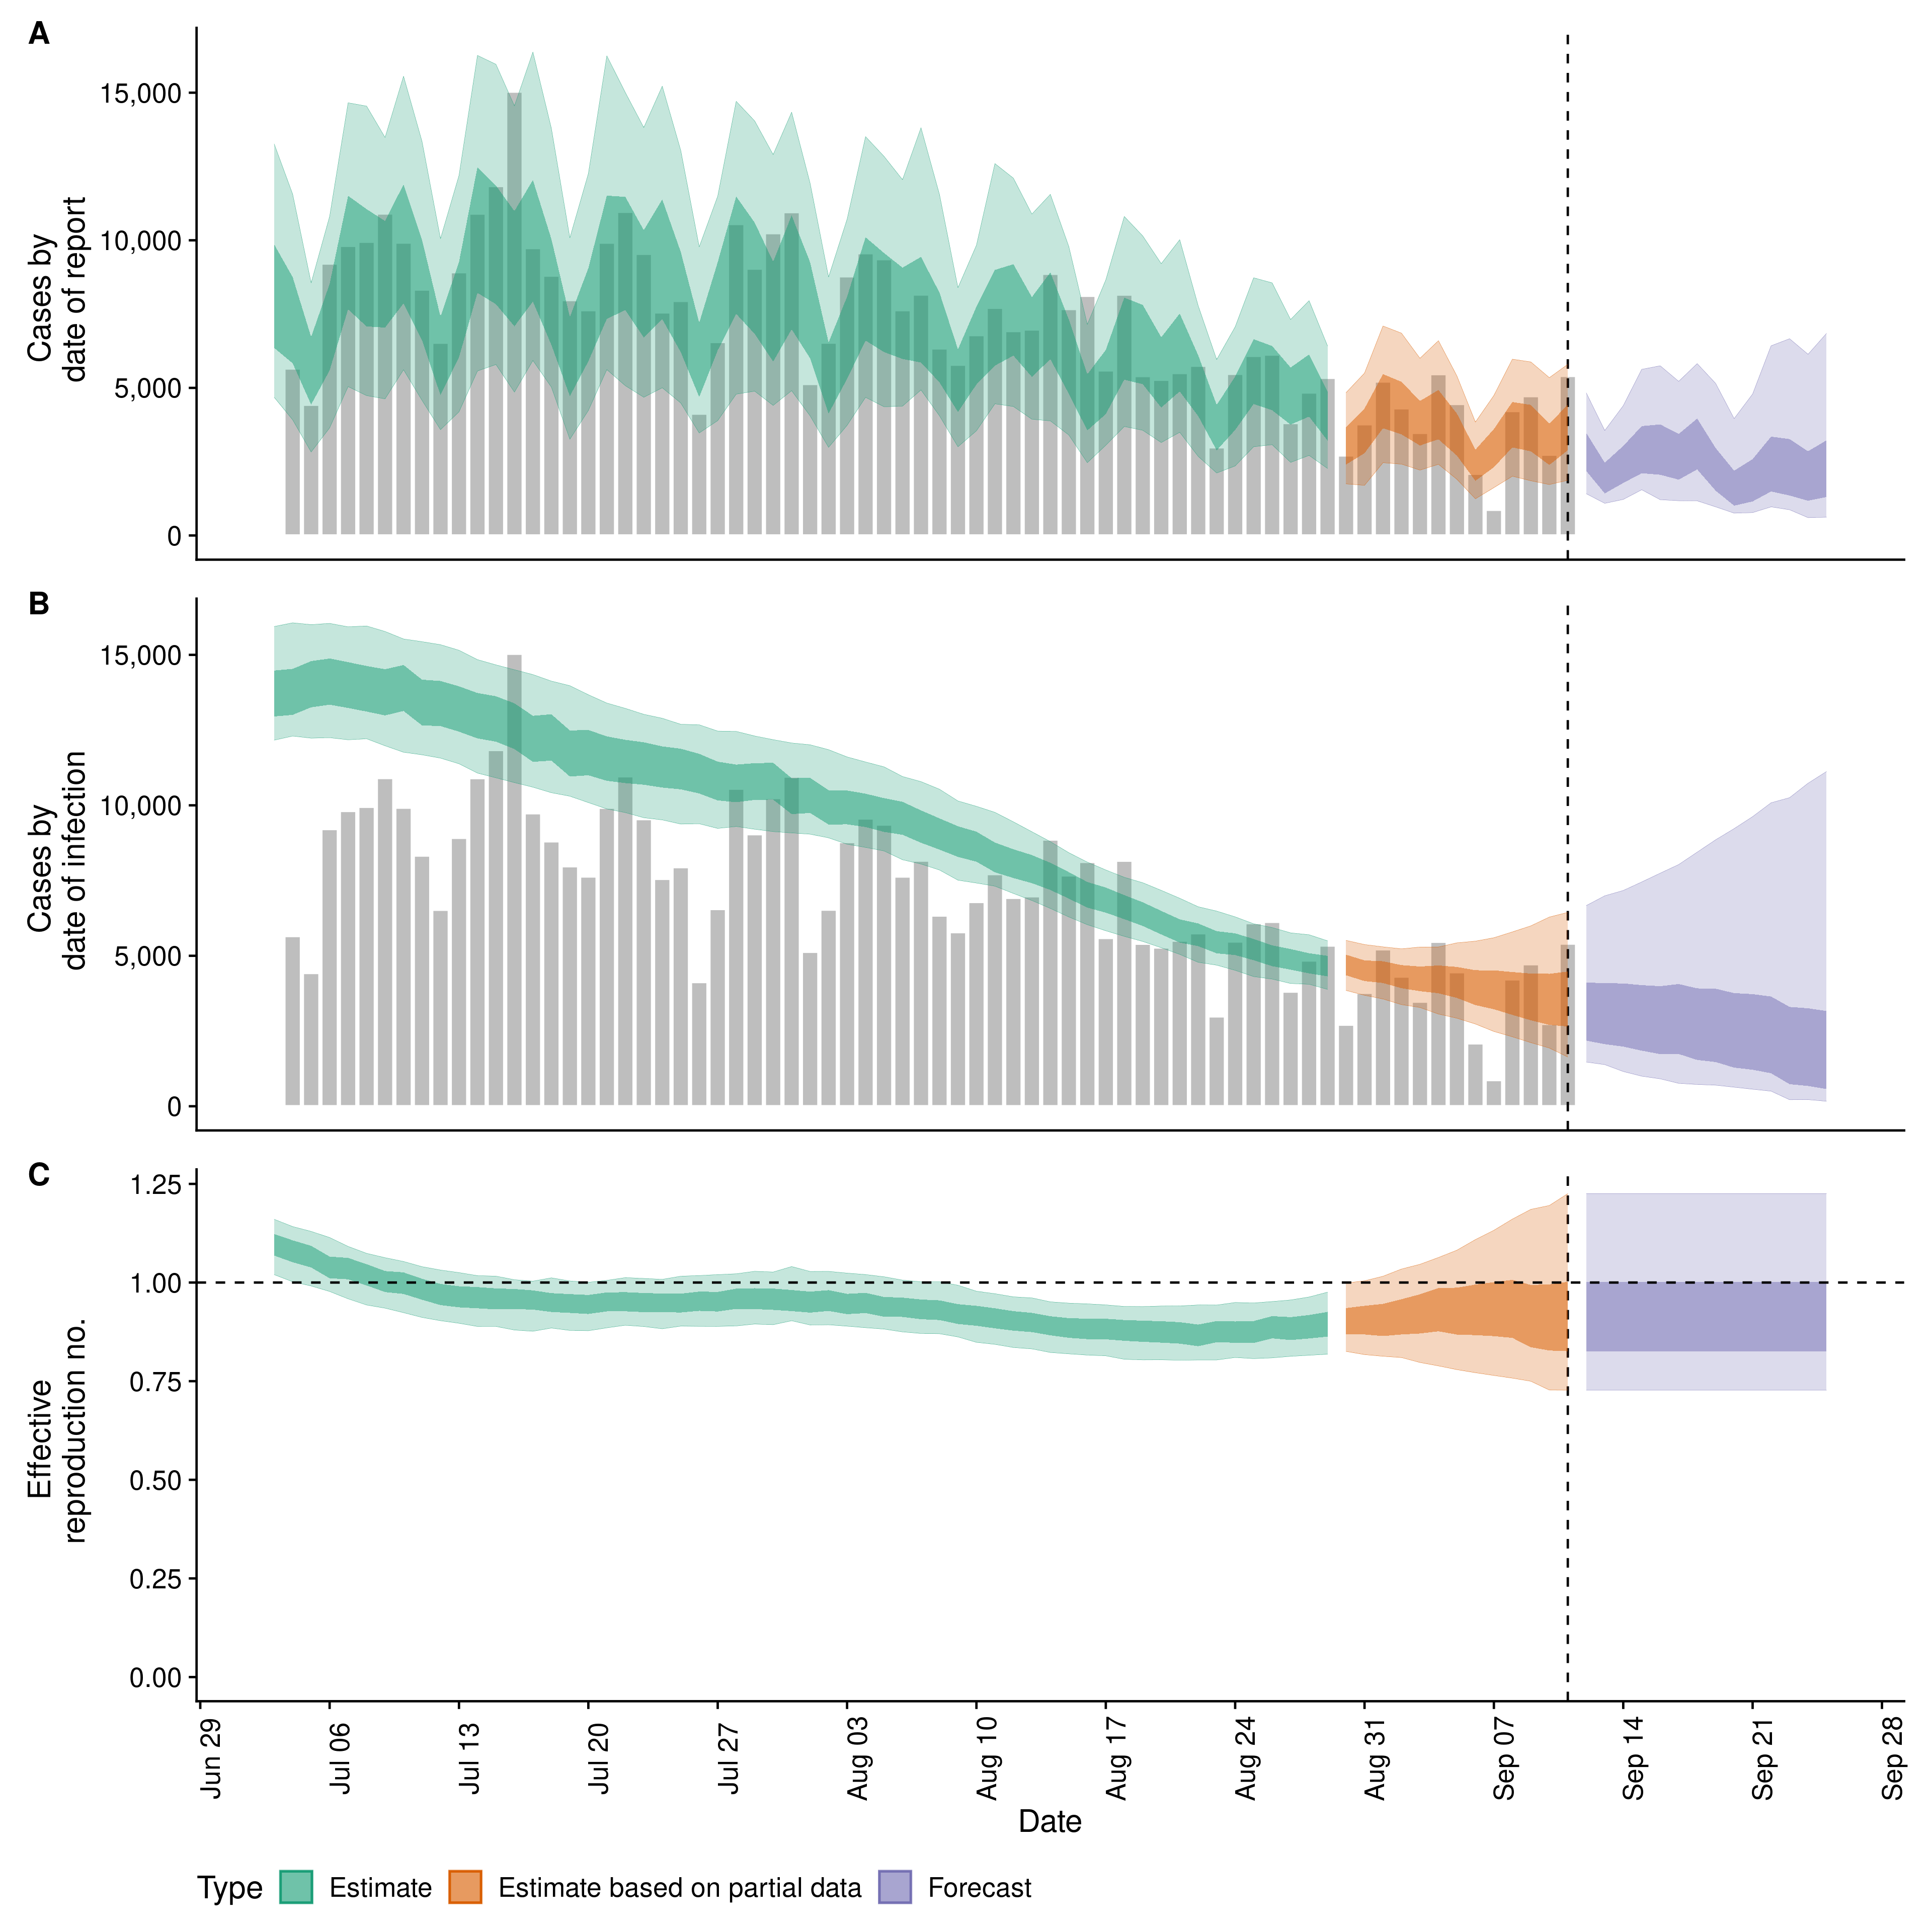 A
Cases by
date of report
15,000
10,000
5,000
0
B
Cases by
date of infection
15,000
10,000
5,000
0
C
Effective
reproduction no.
1.25
1.00
0.75
0.50
0.25
0.00
Jun 29
Jul 06
Jul 13
Jul 20
Jul 27
Aug 03
Aug 10
Aug 17
Aug 24
Aug 31
Sep 07
Sep 14
Sep 21
Sep 28
Date
Type Estimate Estimate based on partial data Forecast